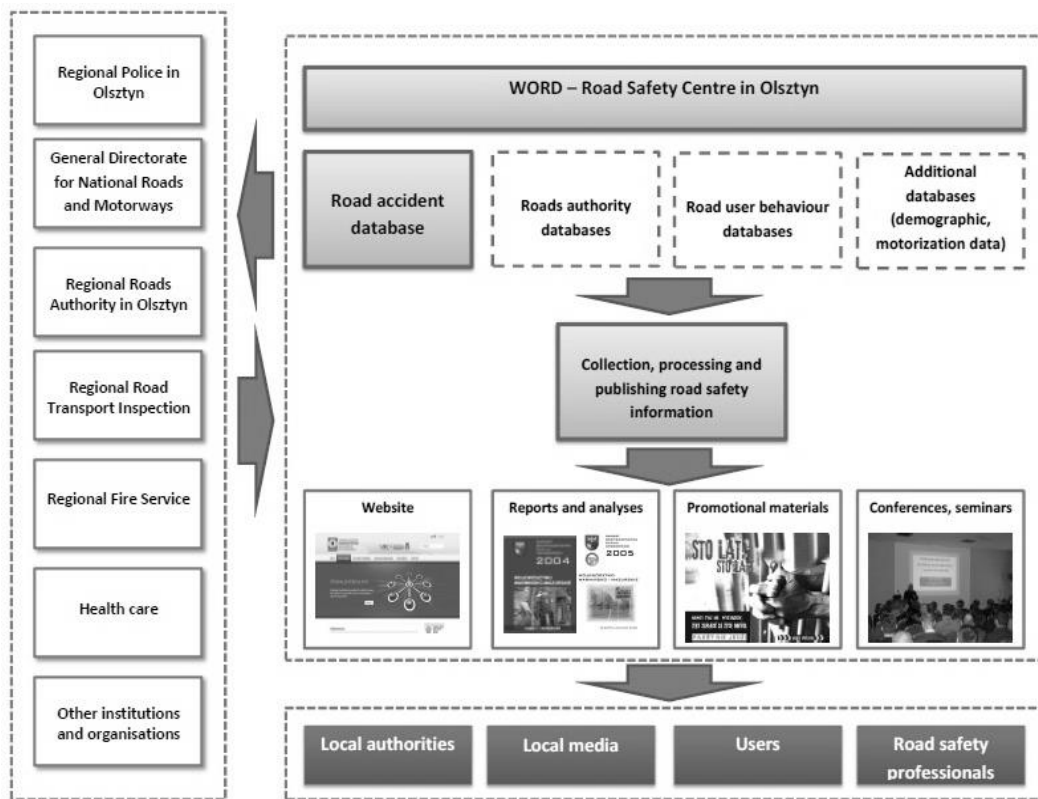 Regional Police in
Olsztyn
General Directorate
for National Roads
and Motorways
Regional Roads
Authority in Olsztyn
Regional Road
Transport Inspection
Regional Fire Service
Health care
Other institutions
and organisations
WORD – Road Safety Centre in Olsztyn
Road accident
database
Roads authority
databases
Road user behaviour
databases
Additional
databases
(demographic,
motorization data)
Collection, processing and
publishing road safety
information
Website
Reports and analyses
2004
2005
Promotional materials
STO LAT!
STO LAT
Conferences, seminars
Local authorities
Local media
Users
Road safety
professionals